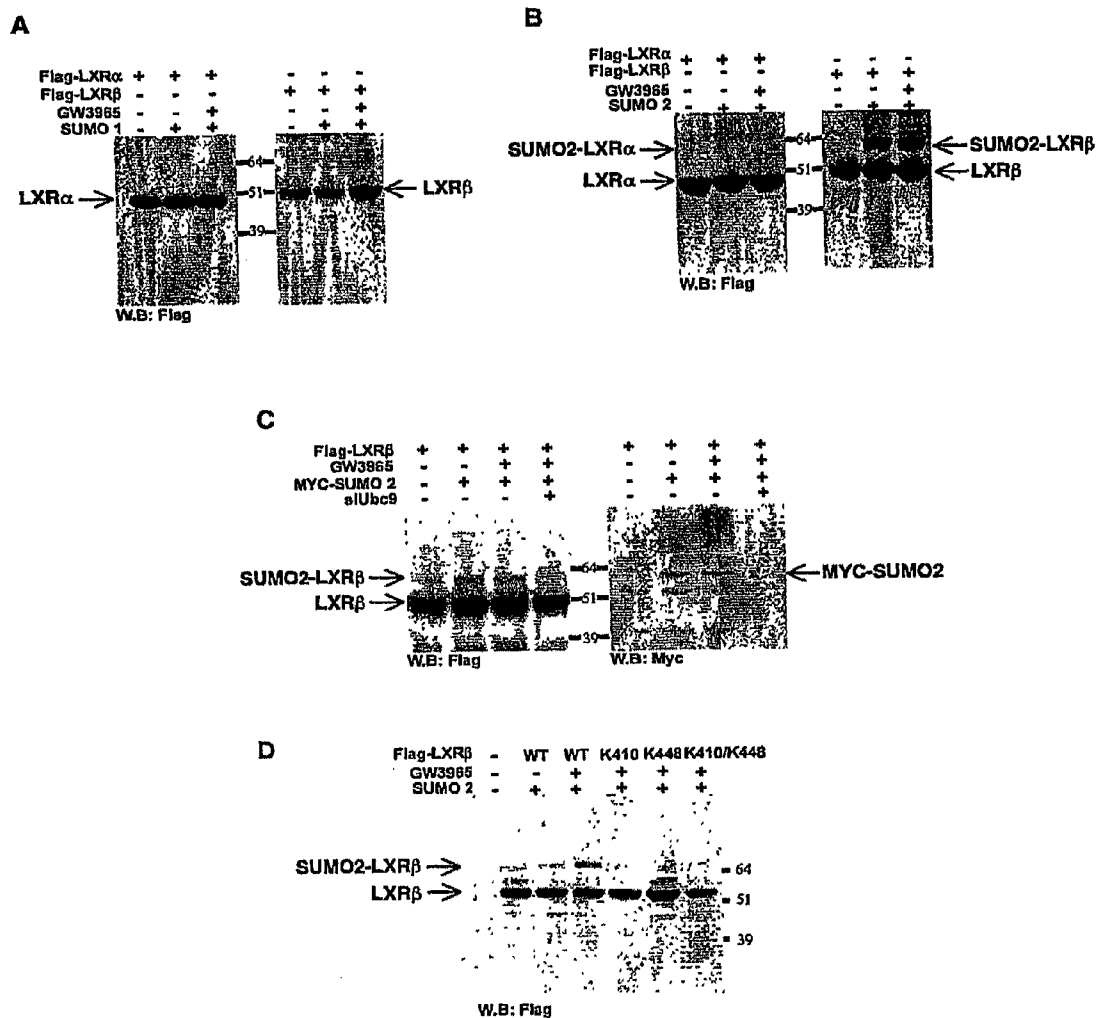 A
Flag-LXRα + + + - - -
Flag-LXRβ - - - + + +
GW3965 - - + - - +
SUMO 1 - + + - + +
64
51
39
LXRα
LXRβ
W.B: Flag
B
Flag-LXRα + + + - - -
Flag-LXRβ - - - + + +
GW3965 - - + - - +
SUMO 2 - + + - + +
SUMO2-LXRα
LXRα
64
51
39
SUMO2-LXRβ
LXRβ
W.B: Flag
C
Flag-LXRβ + + + + + + + +
GW3965 - - + + - - + +
MYC-SUMO 2 - + + + - + + +
siUbc9 - - - + - - - +
SUMO2-LXRβ
LXRβ
64
51
39
MYC-SUMO2
W.B: Flag
W.B: Myc
D
Flag-LXRβ - WT WT K410 K448 K410/K448
GW3965 - - + + + +
SUMO 2 - + + + + +
SUMO2-LXRβ
LXRβ
64
51
39
W.B: Flag